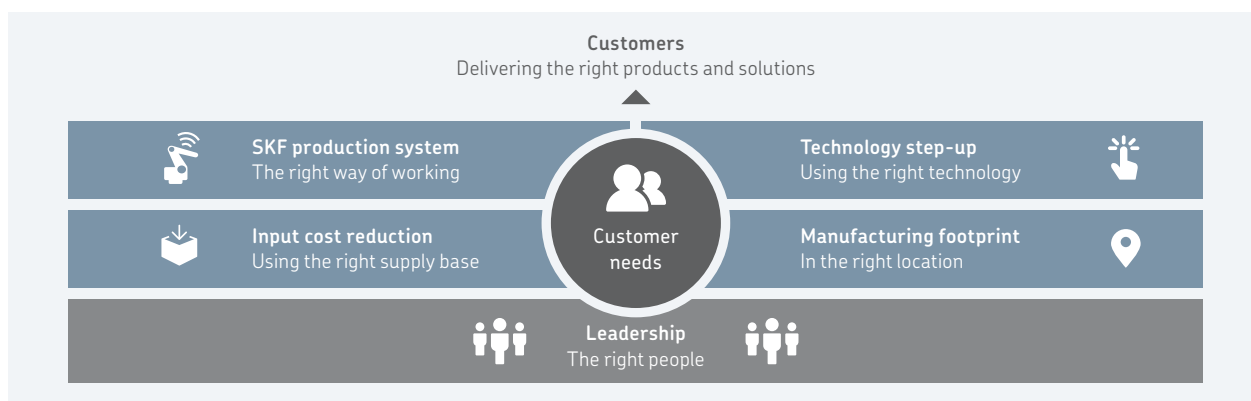 Customers
Delivering the right products and solutions
SKF production system
The right way of working
Technology step-up
Using the right technology
Input cost reduction
Using the right supply base
Customer
needs
Manufacturing footprint
In the right location
Leadership
The right people